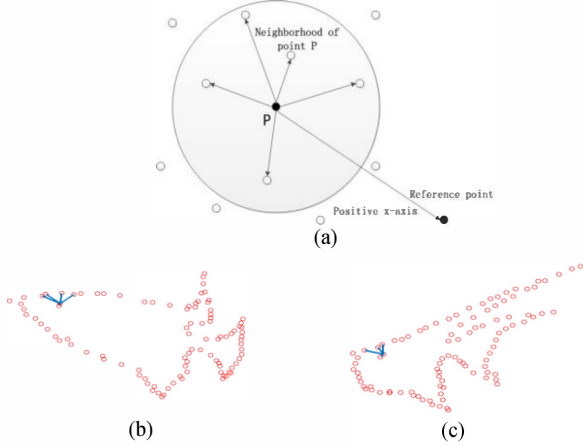 Neighborhood of
point P
P
Reference point
Positive x-axis
(a)
(b)
(c)